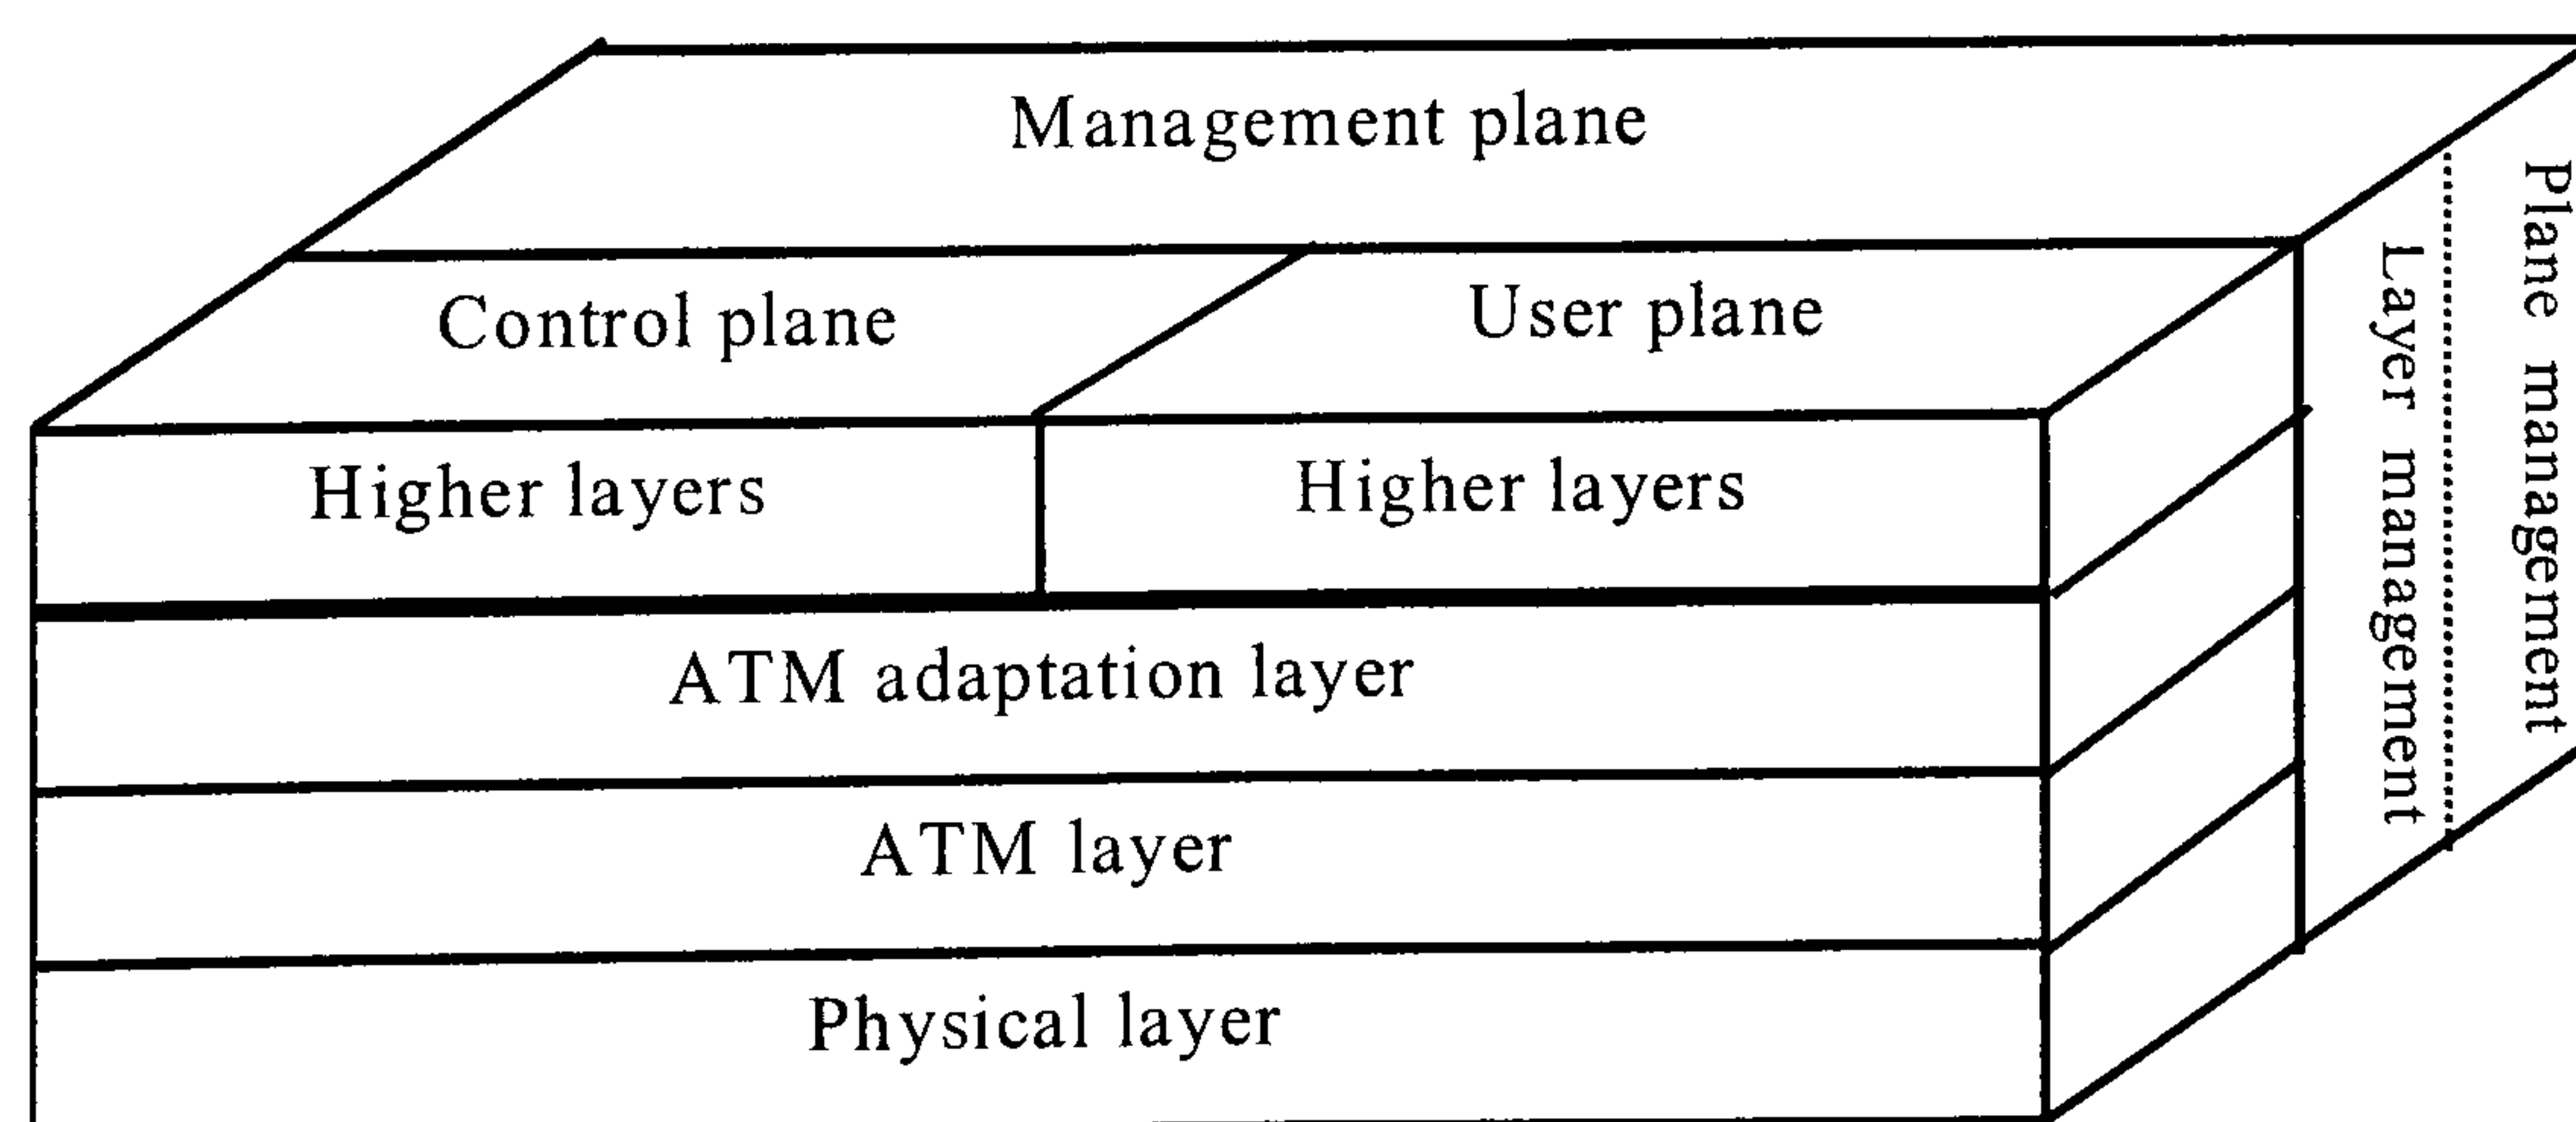 Management plane
Control plane
User plane
Higher layers
Higher layers
ATM adaptation layer
ATM layer
Physical layer
Layer management
Plane management